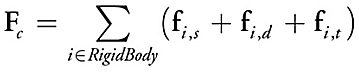 F_c = ∑_{i∈RigidBody} (f_{i,s} + f_{i,d} + f_{i,t})